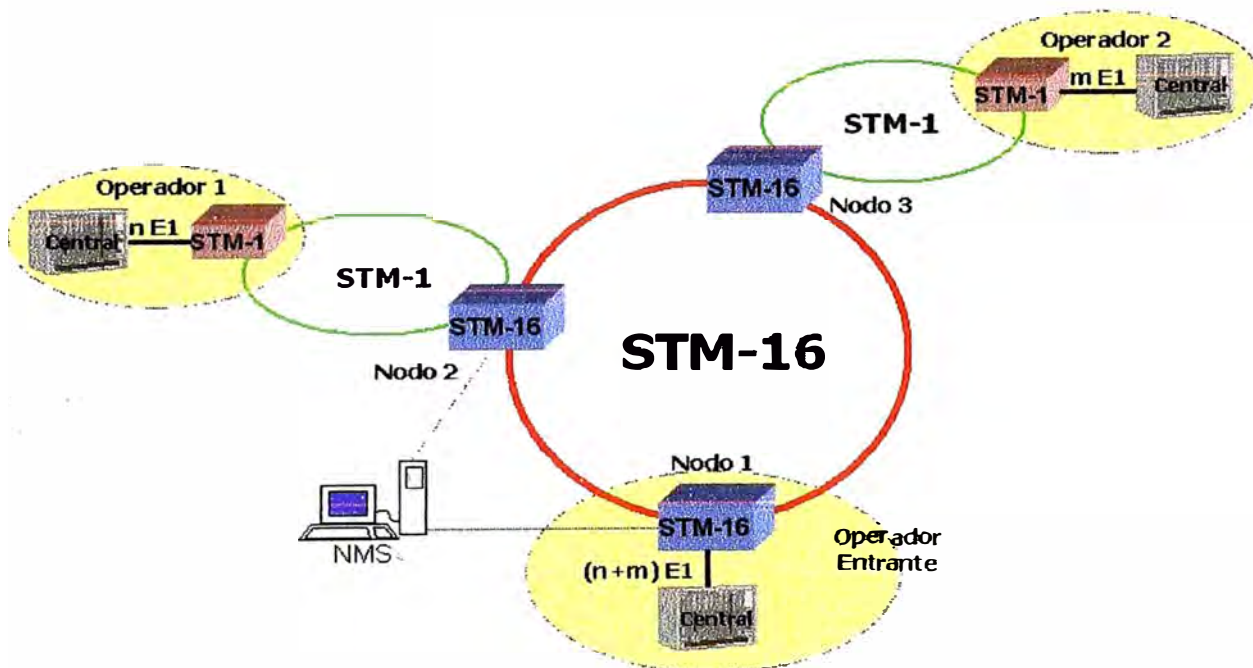 Operador 2
Central
m E1
STM-1
STM-1
STM-16
Nodo 3
Operador 1
Central
n E1
STM-1
STM-1
STM-16
Nodo 2
STM-16
Nodo 1
STM-16
Operador
Entrante
(n+m) E1
Central
NMS